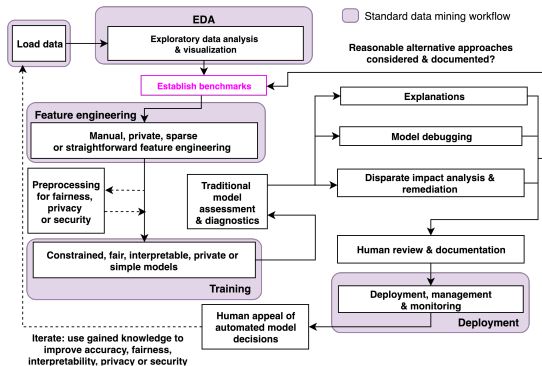 EDA
Standard data mining workflow
Load data
Exploratory data analysis
& visualization
Reasonable alternative approaches
considered & documented?
Establish benchmarks
Explanations
Feature engineering
Manual, private, sparse
or straightforward feature engineering
Model debugging
Preprocessing
for fairness,
privacy
or security
Traditional
model
assessment
& diagnostics
Disparate impact analysis &
remediation
Constrained, fair, interpretable, private or
simple models
Training
Human review & documentation
Deployment, management
& monitoring
Deployment
Human appeal of
automated model
decisions
Iterate: use gained knowledge to
improve accuracy, fairness,
interpretability, privacy or security